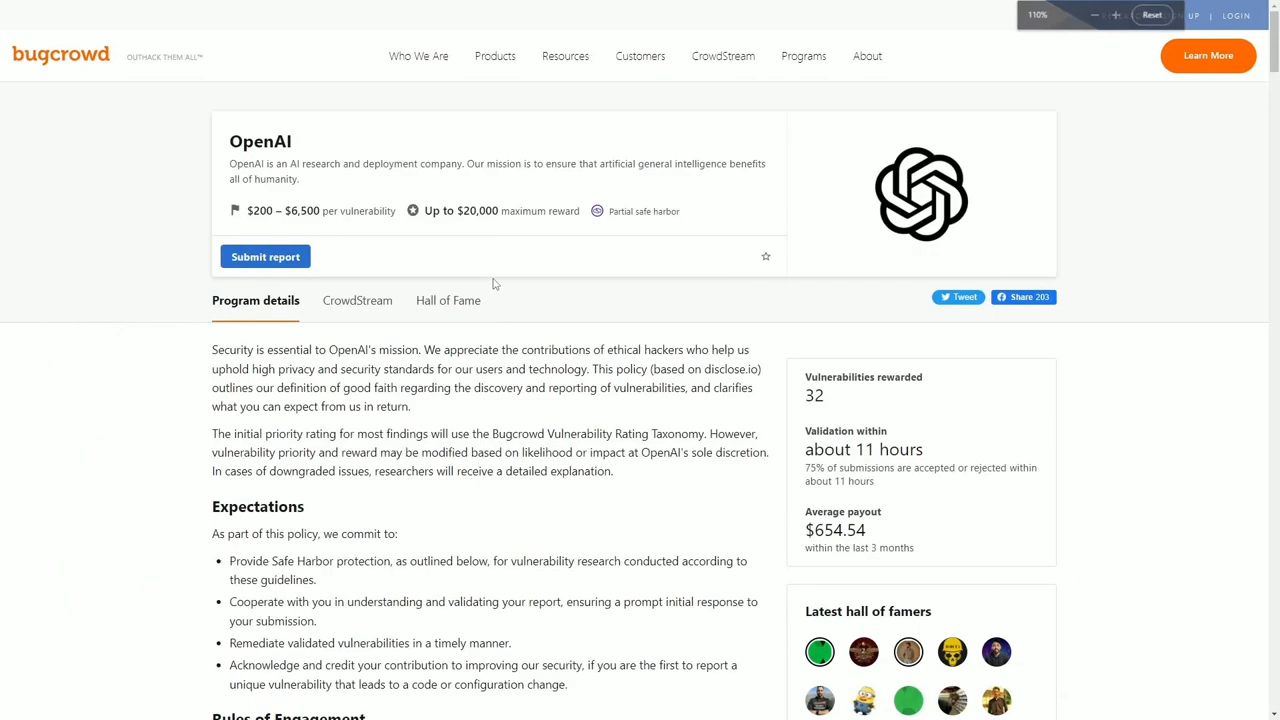 110%
Reset
UP | LOGIN
bugcrowd
OUTHACK THEM ALL™
Who We Are
Products
Resources
Customers
CrowdStream
Programs
About
Learn More
OpenAI
OpenAI is an AI research and deployment company. Our mission is to ensure that artificial general intelligence benefits
all of humanity.
$200 – $6,500 per vulnerability
Up to $20,000 maximum reward
Partial safe harbor
Submit report
Program details
CrowdStream
Hall of Fame
Tweet
Share 203
Security is essential to OpenAI's mission. We appreciate the contributions of ethical hackers who help us
uphold high privacy and security standards for our users and technology. This policy (based on disclose.io)
outlines our definition of good faith regarding the discovery and reporting of vulnerabilities, and clarifies
what you can expect from us in return.
The initial priority rating for most findings will use the Bugcrowd Vulnerability Rating Taxonomy. However,
vulnerability priority and reward may be modified based on likelihood or impact at OpenAI's sole discretion.
In cases of downgraded issues, researchers will receive a detailed explanation.
Expectations
As part of this policy, we commit to:
• Provide Safe Harbor protection, as outlined below, for vulnerability research conducted according to
these guidelines.
• Cooperate with you in understanding and validating your report, ensuring a prompt initial response to
your submission.
• Remediate validated vulnerabilities in a timely manner.
• Acknowledge and credit your contribution to improving our security, if you are the first to report a
unique vulnerability that leads to a code or configuration change.
Rules of Engagement
Vulnerabilities rewarded
32
Validation within
about 11 hours
75% of submissions are accepted or rejected within
about 11 hours
Average payout
$654.54
within the last 3 months
Latest hall of famers